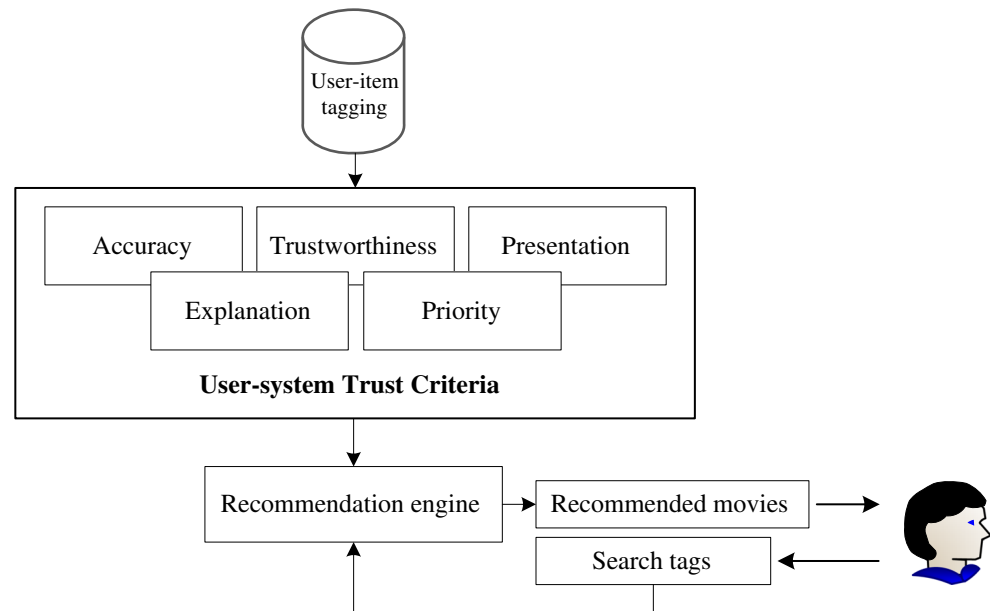 User-item
tagging
Accuracy
Trustworthiness
Presentation
Explanation
Priority
User-system Trust Criteria
Recommendation engine
Recommended movies
Search tags